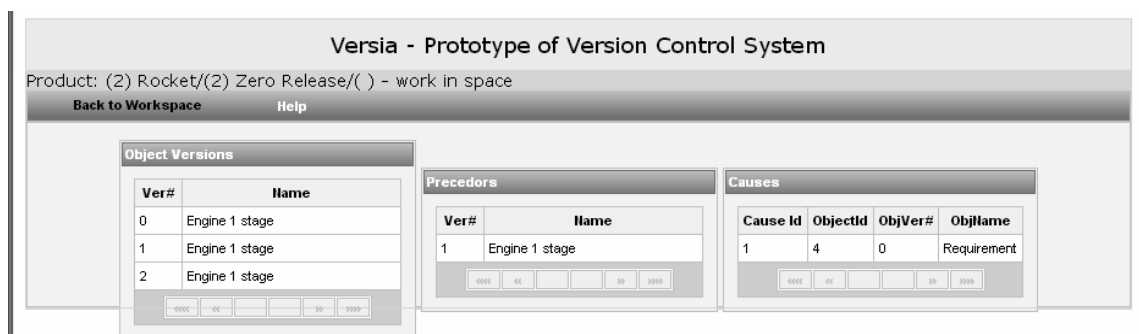 Versia - Prototype of Version Control System
Product: (2) Rocket/(2) Zero Release/( ) - work in space
Back to Workspace Help
Object Versions
Ver# Name
0 Engine 1 stage
1 Engine 1 stage
2 Engine 1 stage
«« « » »»
Precedors
Ver# Name
1 Engine 1 stage
«« « » »»
Causes
Cause Id ObjectId ObjVer# ObjName
1 4 0 Requirement
«« « » »»